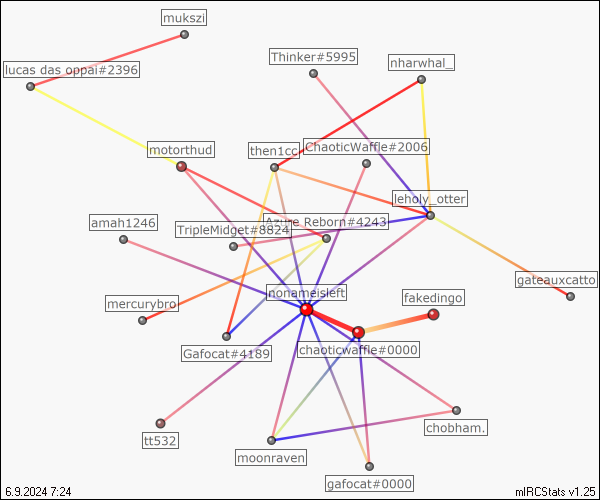 mukszi
lucas das oppai#2396
Thinker#5995
nharwhal_
motorthud
then1cc
ChaoticWaffle#2006
leholy_otter
amah1246
TripleMidget#8824
Azure Reborn#4243
gateauxcatto
nonameisleft
fakedingo
mercurybro
Gafocat#4189
chaoticwaffle#0000
tt532
chobham.
moonraven
gafocat#0000
6.9.2024 7:24
mIRCStats v1.25